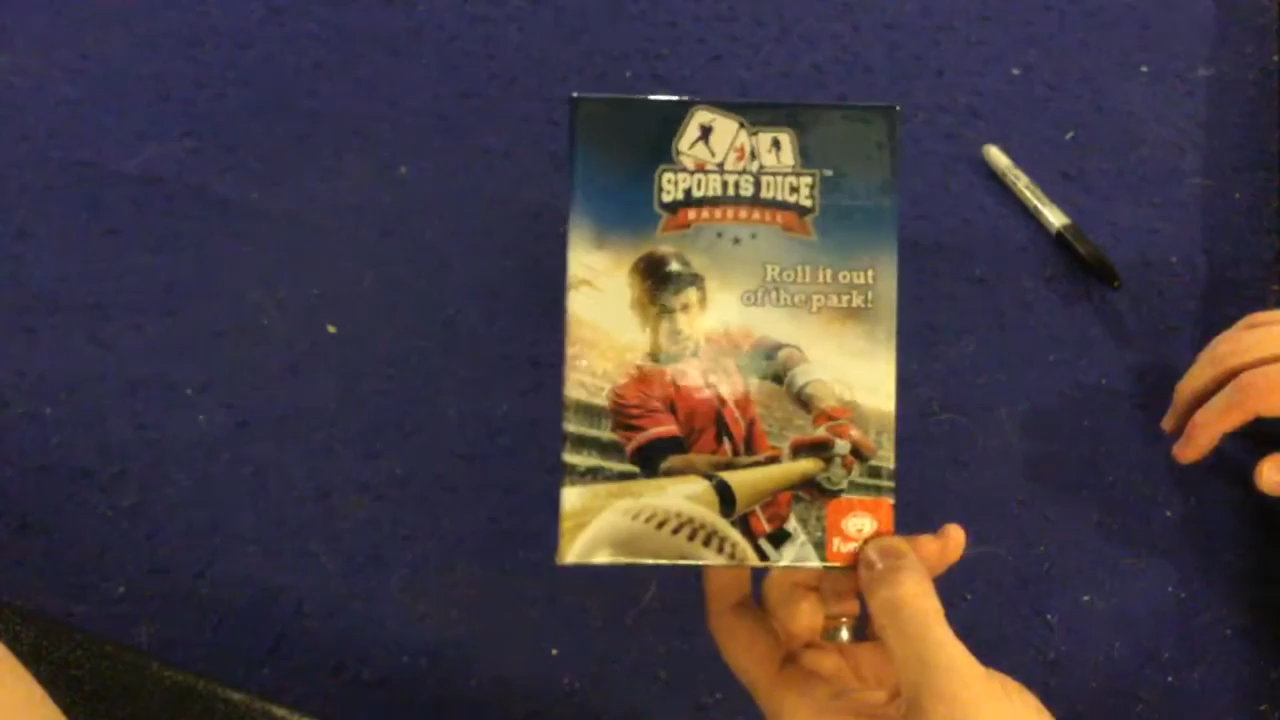 SPORTS DICE
BASEBALL
Roll it out
of the park!